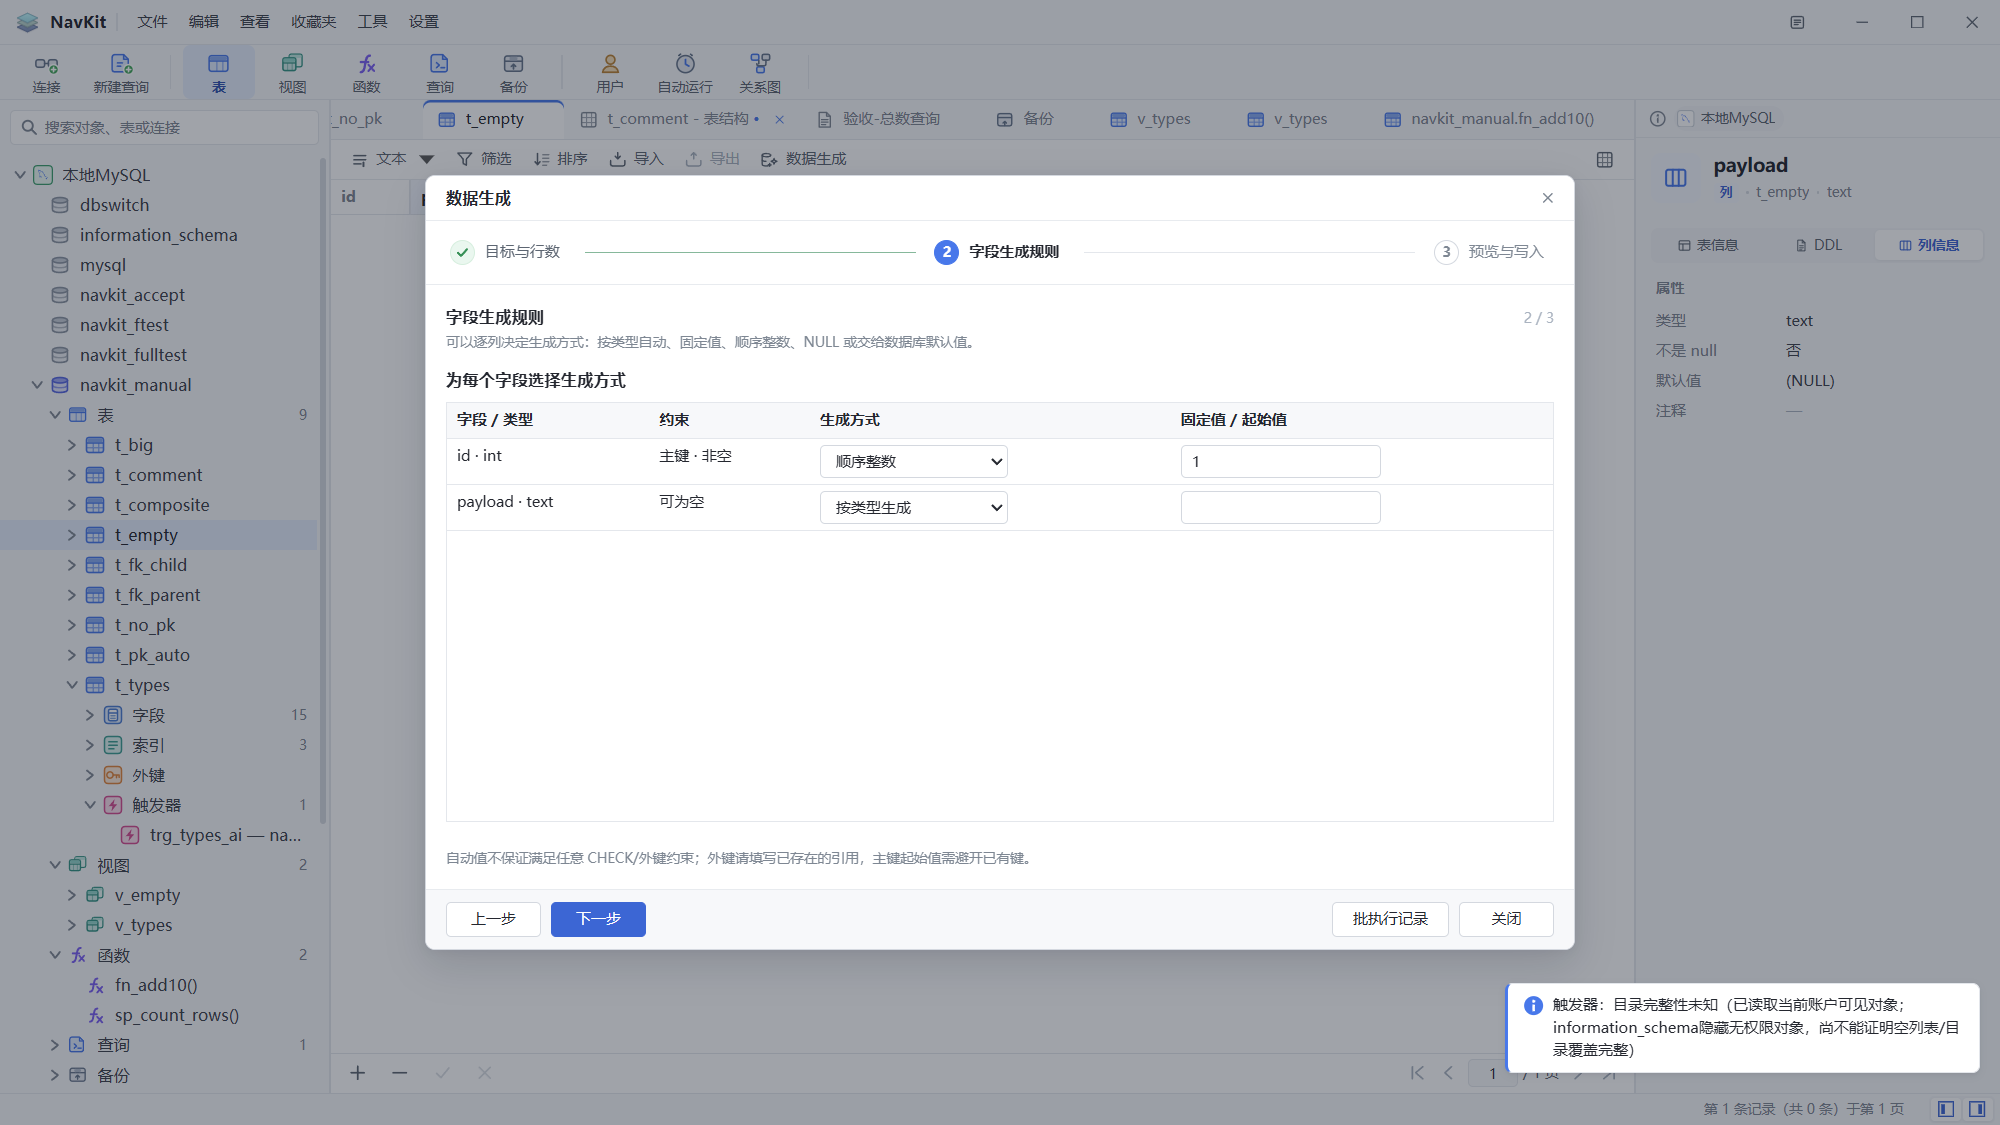 NavKit 文件 编辑 查看 收藏夹 工具 设置
连接 新建查询 表 视图 函数 查询 备份 用户 自动运行 关系图
搜索对象、表或连接
_no_pk t_empty t_comment - 表结构 • × 验收-总数查询 备份 v_types v_types navkit_manual.fn_add10()
文本 筛选 排序 导入 导出 数据生成
id
本地MySQL
dbswitch
information_schema
mysql
navkit_accept
navkit_ftest
navkit_fulltest
navkit_manual
表 9
t_big
t_comment
t_composite
t_empty
t_fk_child
t_fk_parent
t_no_pk
t_pk_auto
t_types
字段 15
索引 3
外键
触发器 1
trg_types_ai — na...
视图 2
v_empty
v_types
函数 2
fn_add10()
sp_count_rows()
查询 1
备份
数据生成
目标与行数 2 字段生成规则 3 预览与写入
字段生成规则 2 / 3
可以逐列决定生成方式：按类型自动、固定值、顺序整数、NULL 或交给数据库默认值。
为每个字段选择生成方式
字段 / 类型 约束 生成方式 固定值 / 起始值
id · int 主键 · 非空 顺序整数 1
payload · text 可为空 按类型生成
自动值不保证满足任意 CHECK/外键约束；外键请填写已存在的引用，主键起始值需避开已有键。
上一步 下一步 批执行记录 关闭
本地MySQL
payload
列 · t_empty · text
表信息 DDL 列信息
属性
类型 text
不是 null 否
默认值 (NULL)
注释 —
触发器：目录完整性未知（已读取当前账户可见对象；
information_schema隐藏无权限对象，尚不能证明空列表/目
录覆盖完整）
1 / 1 页
第 1 条记录（共 0 条）于第 1 页